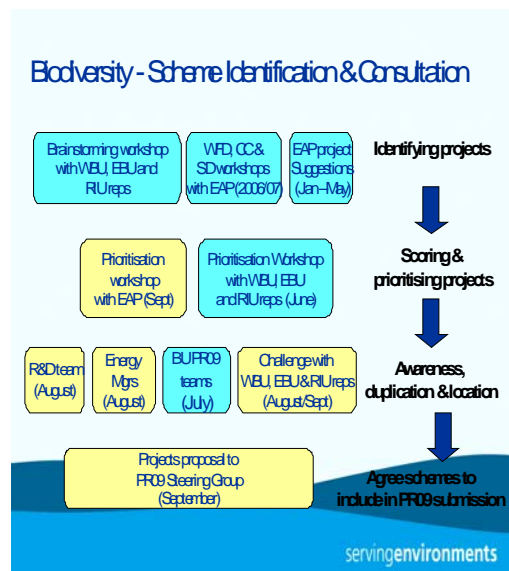 Biodiversity - Scheme Identification & Consultation
Brainstorming workshop
with WBU, EBU and
RIU reps
WFD, CC &
SD workshops
with EAP (2006/07)
EAP project
Suggestions
(Jan–May)
Identifying projects
Prioritisation
workshop
with EAP (Sept)
Prioritisation Workshop
with WBU, EBU
and RIU reps (June)
Scoring &
prioritising projects
R&D team
(August)
Energy
Mgrs
(August)
BU PR09
teams
(July)
Challenge with
WBU, EBU & RIU reps
(August/Sept)
Awareness,
duplication & location
Projects proposal to
PR09 Steering Group
(September)
Agree schemes to
include in PR09 submission
servingenvironments